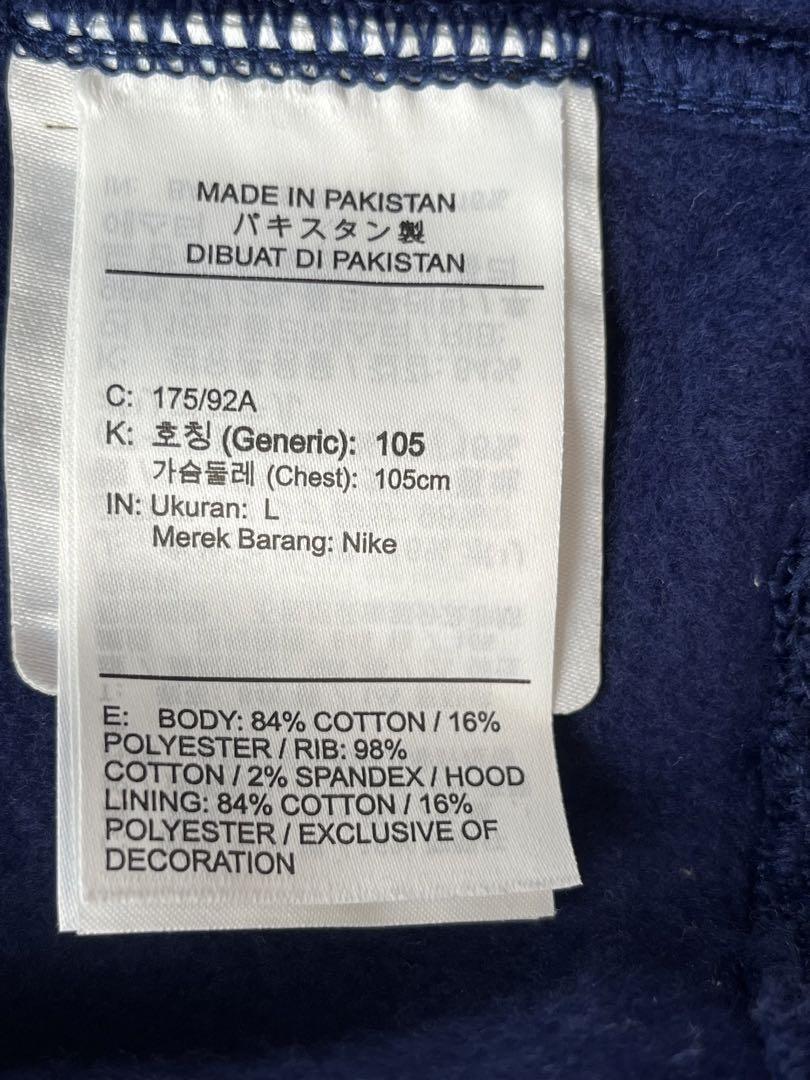 MADE IN PAKISTAN
パキスタン製
DIBUAT DI PAKISTAN
C: 175/92A
K: 호칭 (Generic): 105
가슴둘레 (Chest): 105cm
IN: Ukuran: L
Merek Barang: Nike
E: BODY: 84% COTTON / 16%
POLYESTER / RIB: 98%
COTTON / 2% SPANDEX / HOOD
LINING: 84% COTTON / 16%
POLYESTER / EXCLUSIVE OF
DECORATION